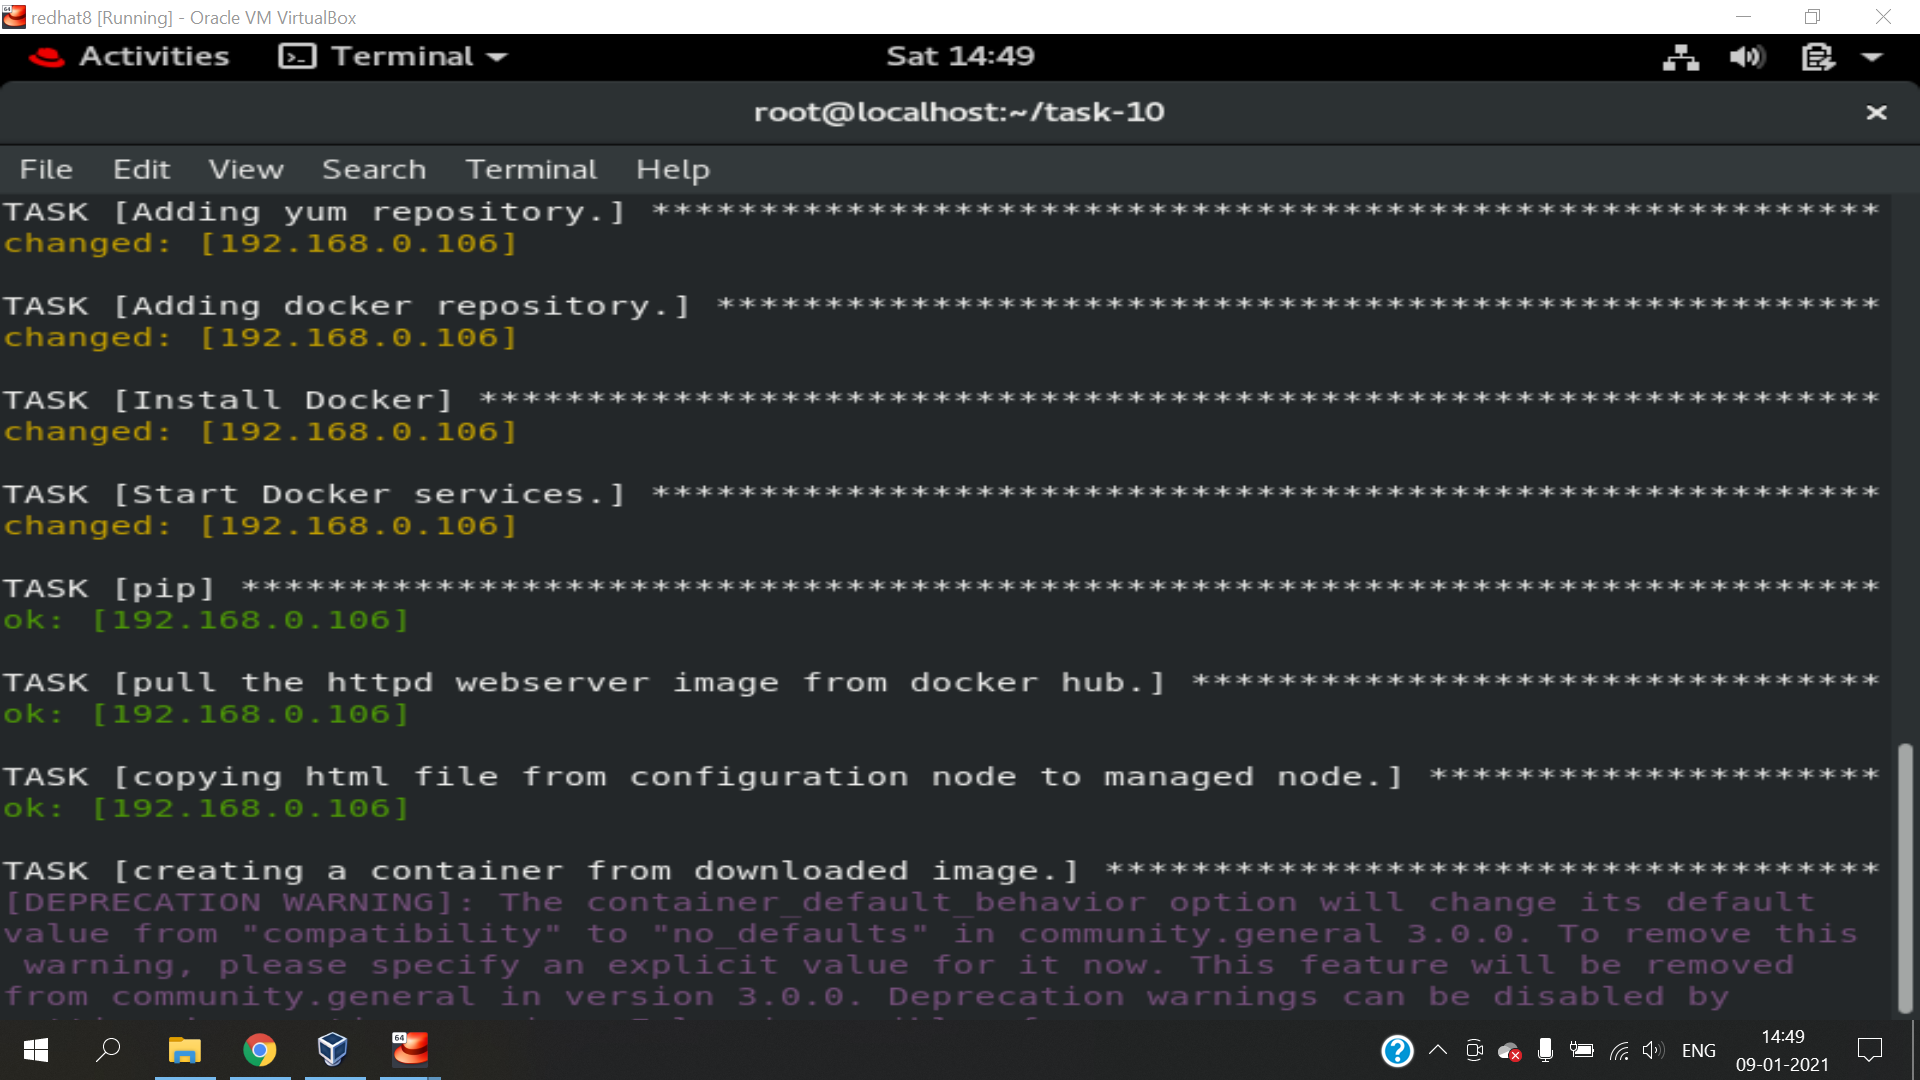 redhat8 [Running] - Oracle VM VirtualBox
Activities Terminal Sat 14:49
root@localhost:~/task-10
File Edit View Search Terminal Help
TASK [Adding yum repository.] *********************************************************
changed: [192.168.0.106]
TASK [Adding docker repository.] ******************************************************
changed: [192.168.0.106]
TASK [Install Docker] *****************************************************************
changed: [192.168.0.106]
TASK [Start Docker services.] *********************************************************
changed: [192.168.0.106]
TASK [pip] ****************************************************************************
ok: [192.168.0.106]
TASK [pull the httpd webserver image from docker hub.] ********************************
ok: [192.168.0.106]
TASK [copying html file from configuration node to managed node.] *********************
ok: [192.168.0.106]
TASK [creating a container from downloaded image.] ************************************
[DEPRECATION WARNING]: The container_default_behavior option will change its default
value from "compatibility" to "no_defaults" in community.general 3.0.0. To remove this
warning, please specify an explicit value for it now. This feature will be removed
from community.general in version 3.0.0. Deprecation warnings can be disabled by
64
ENG
14:49
09-01-2021